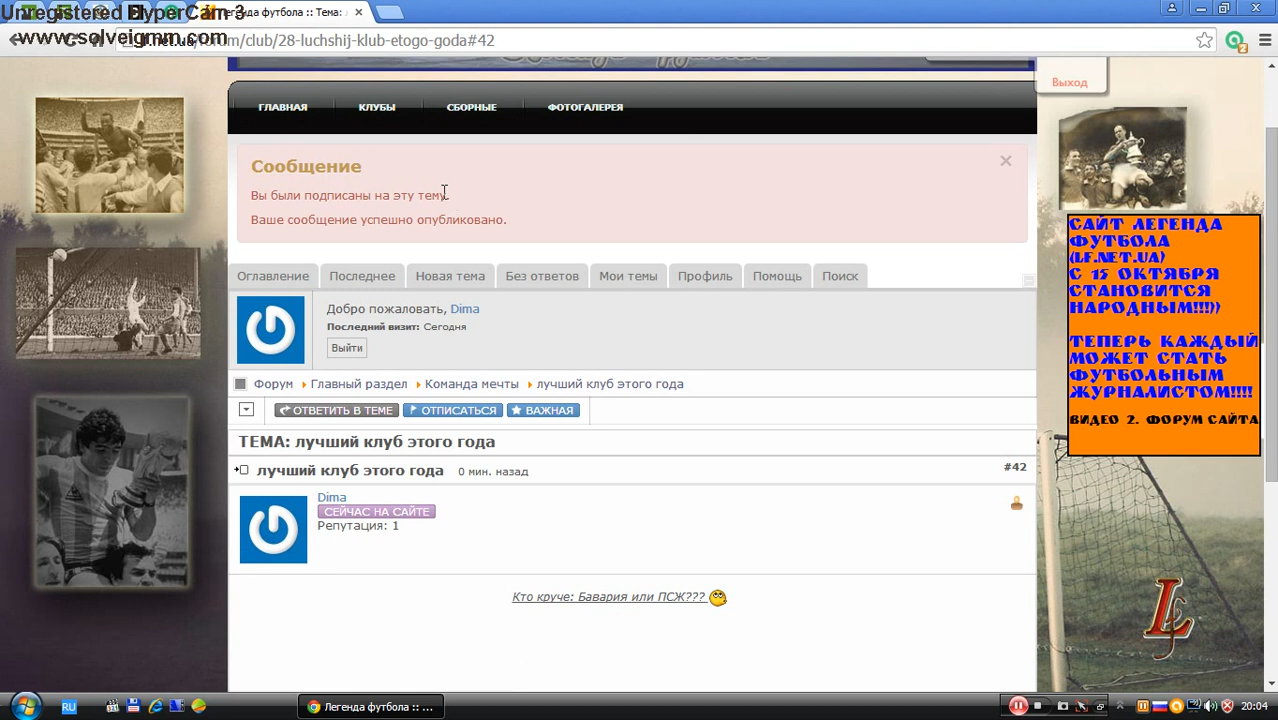 Unregistered HyperCam 3
www.solveigmm.com
Легенда футбола :: Тема:
lf.net.ua/forum/club/28-luchshij-klub-etogo-goda#42
2
Выход
ГЛАВНАЯ КЛУБЫ СБОРНЫЕ ФОТОГАЛЕРЕЯ
Сообщение
Вы были подписаны на эту тему.
Ваше сообщение успешно опубликовано.
Оглавление Последнее Новая тема Без ответов Мои темы Профиль Помощь Поиск
Добро пожаловать, Dima
Последний визит: Сегодня
Выйти
Форум Главный раздел Команда мечты лучший клуб этого года
ОТВЕТИТЬ В ТЕМЕ ОТПИСАТЬСЯ ВАЖНАЯ
ТЕМА: лучший клуб этого года
лучший клуб этого года 0 мин. назад #42
Dima
СЕЙЧАС НА САЙТЕ
Репутация: 1
Кто круче: Бавария или ПСЖ???
САЙТ ЛЕГЕНДА
ФУТБОЛА
(LF.NET.UA)
С 15 ОКТЯБРЯ
СТАНОВИТСЯ
НАРОДНЫМ!!!))
ТЕПЕРЬ КАЖДЫЙ
МОЖЕТ СТАТЬ
ФУТБОЛЬНЫМ
ЖУРНАЛИСТОМ!!!!
ВИДЕО 2. ФОРУМ САЙТА
RU
Легенда футбола :: ...
20:04